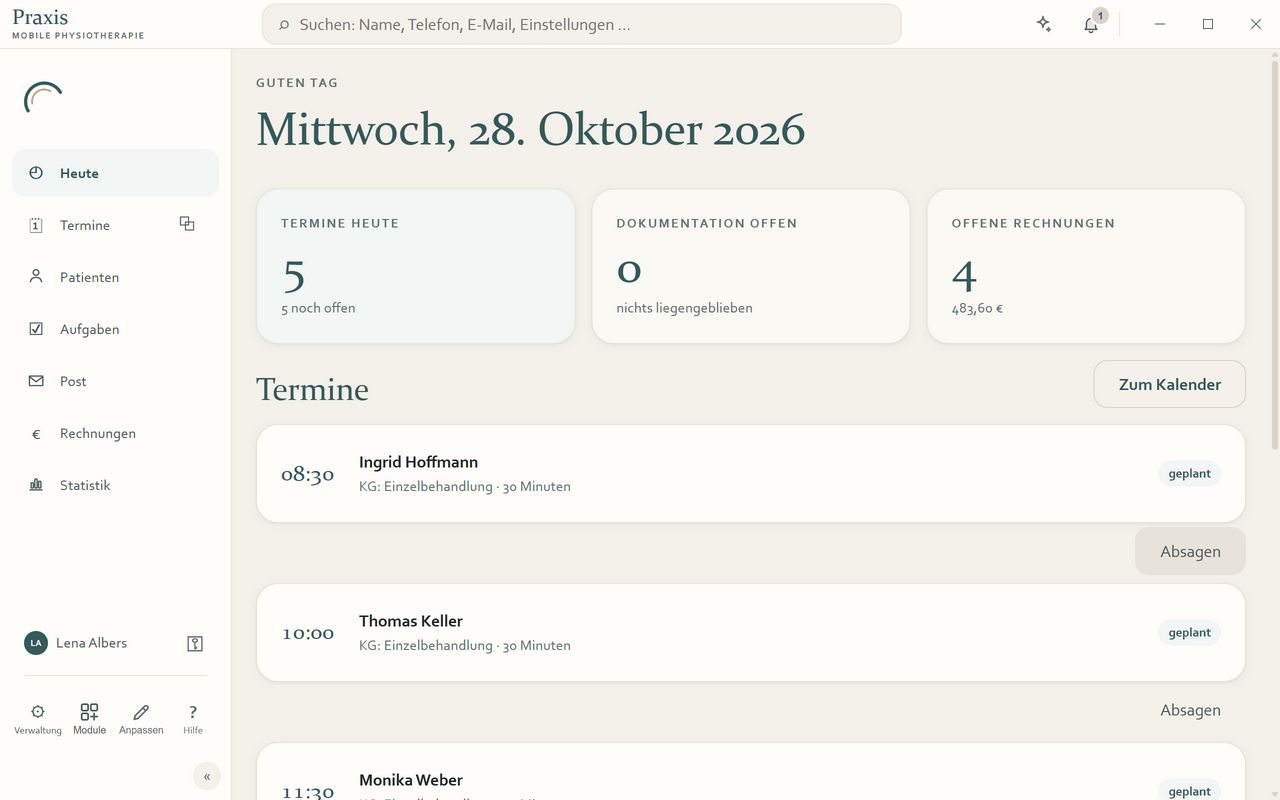 Praxis
MOBILE PHYSIOTHERAPIE
Suchen: Name, Telefon, E-Mail, Einstellungen ...
1
Heute
1 Termine
Patienten
Aufgaben
Post
€ Rechnungen
Statistik
LA Lena Albers
Verwaltung Module Anpassen ? Hilfe
«
GUTEN TAG
Mittwoch, 28. Oktober 2026
TERMINE HEUTE
5
5 noch offen
DOKUMENTATION OFFEN
0
nichts liegengeblieben
OFFENE RECHNUNGEN
4
483,60 €
Termine
Zum Kalender
08:30
Ingrid Hoffmann
KG: Einzelbehandlung · 30 Minuten
geplant
Absagen
10:00
Thomas Keller
KG: Einzelbehandlung · 30 Minuten
geplant
Absagen
11:30
Monika Weber
geplant